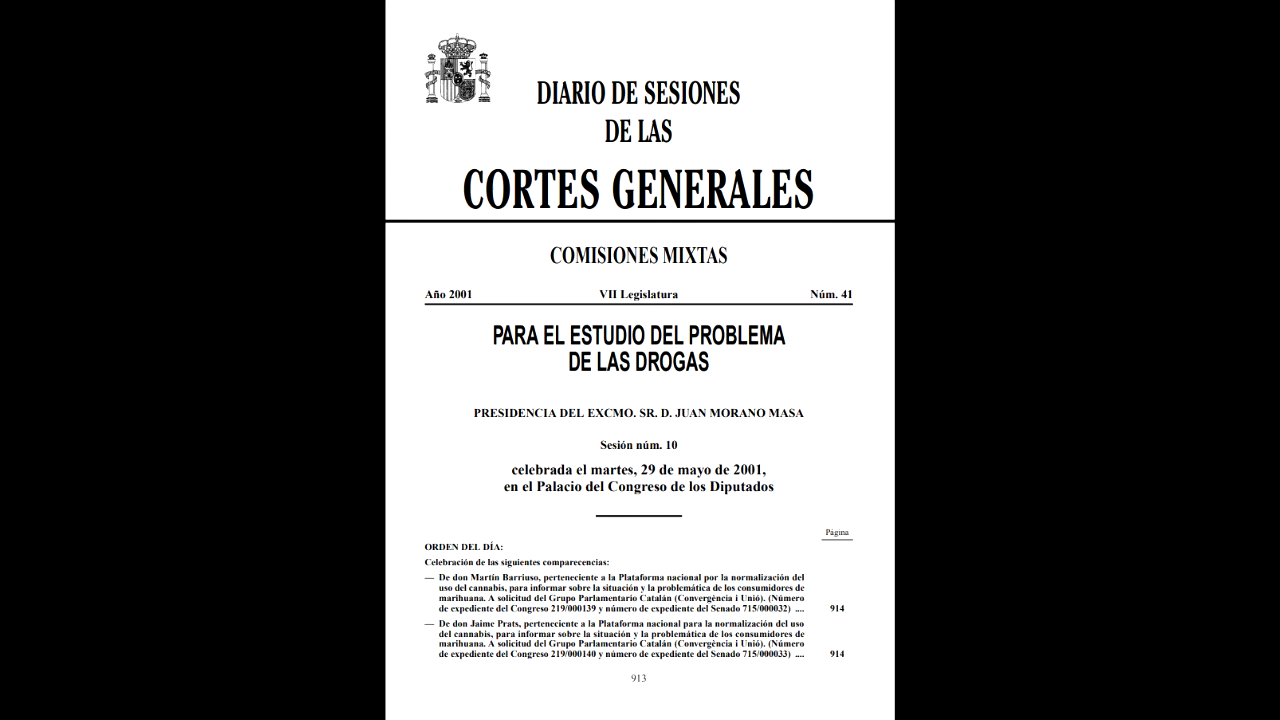 DIARIO DE SESIONES
DE LAS
CORTES GENERALES
COMISIONES MIXTAS
Año 2001 VII Legislatura Núm. 41
PARA EL ESTUDIO DEL PROBLEMA
DE LAS DROGAS
PRESIDENCIA DEL EXCMO. SR. D. JUAN MORANO MASA
Sesión núm. 10
celebrada el martes, 29 de mayo de 2001,
en el Palacio del Congreso de los Diputados
Página
ORDEN DEL DÍA:
Celebración de las siguientes comparecencias:
— De don Martín Barriuso, perteneciente a la Plataforma nacional por la normalización del
uso del cannabis, para informar sobre la situación y la problemática de los consumidores de
marihuana. A solicitud del Grupo Parlamentario Catalán (Convergència i Unió). (Número
de expediente del Congreso 219/000139 y número de expediente del Senado 715/000032) .... 914
— De don Jaime Prats, perteneciente a la Plataforma nacional para la normalización del uso
del cannabis, para informar sobre la situación y la problemática de los consumidores de
marihuana. A solicitud del Grupo Parlamentario Catalán (Convergència i Unió). (Número
de expediente del Congreso 219/000140 y número de expediente del Senado 715/000033) .... 914
913